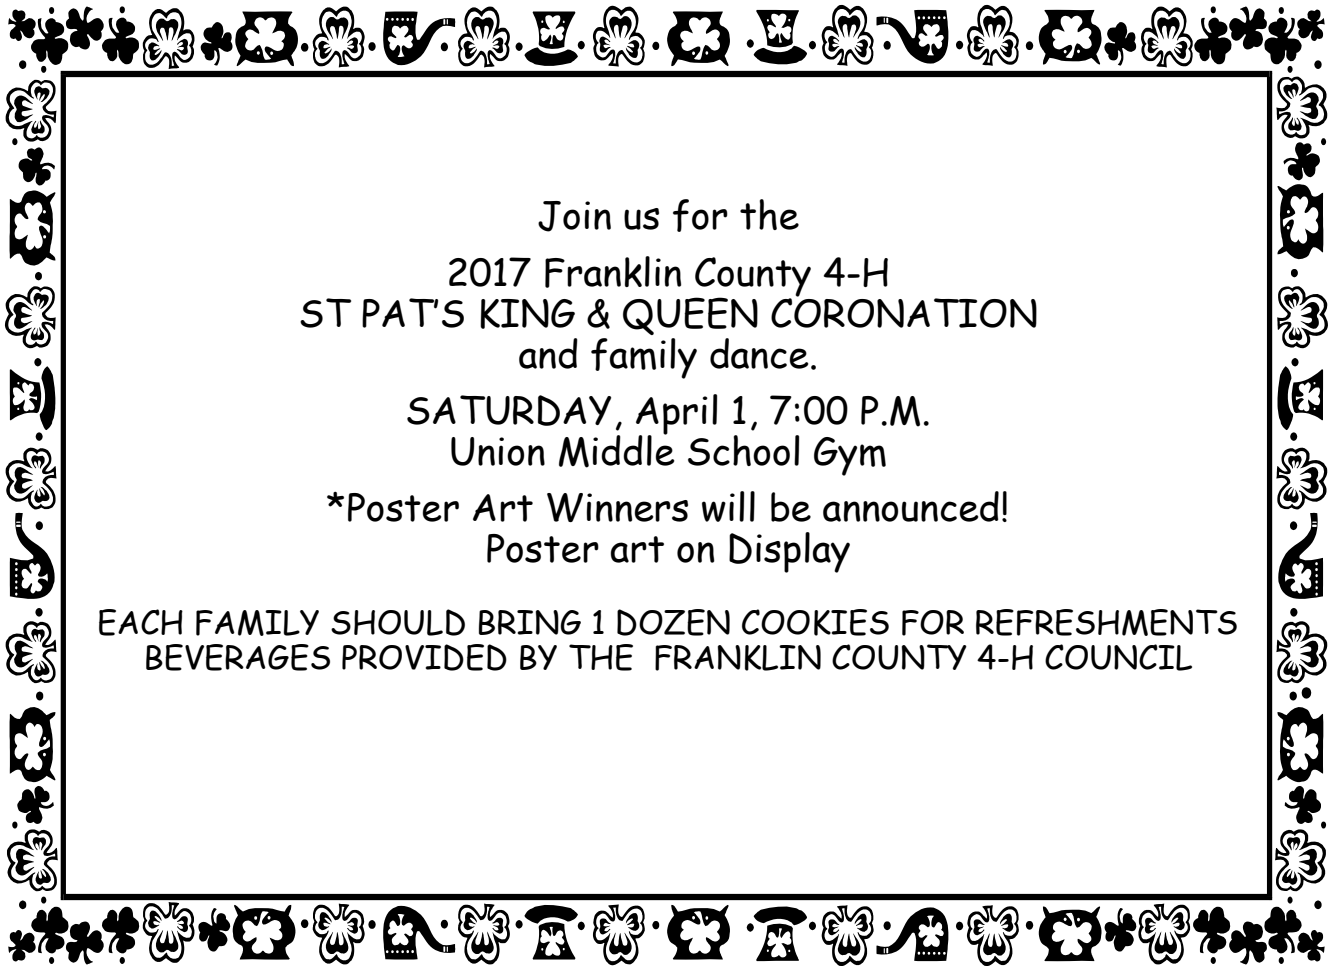 Join us for the
2017 Franklin County 4-H
ST PAT'S KING & QUEEN CORONATION
and family dance.
SATURDAY, April 1, 7:00 P.M.
Union Middle School Gym
*Poster Art Winners will be announced!
Poster art on Display
EACH FAMILY SHOULD BRING 1 DOZEN COOKIES FOR REFRESHMENTS
BEVERAGES PROVIDED BY THE  FRANKLIN COUNTY 4-H COUNCIL